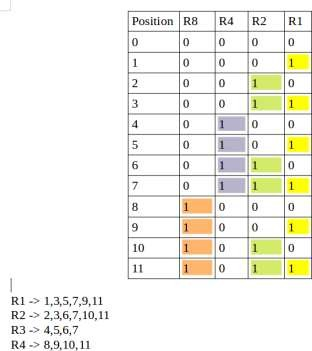 Position R8 R4 R2 R1
0 0 0 0 0
1 0 0 0 1
2 0 0 1 0
3 0 0 1 1
4 0 1 0 0
5 0 1 0 1
6 0 1 1 0
7 0 1 1 1
8 1 0 0 0
9 1 0 0 1
10 1 0 1 0
11 1 0 1 1
R1 -> 1,3,5,7,9,11
R2 -> 2,3,6,7,10,11
R3 -> 4,5,6,7
R4 -> 8,9,10,11